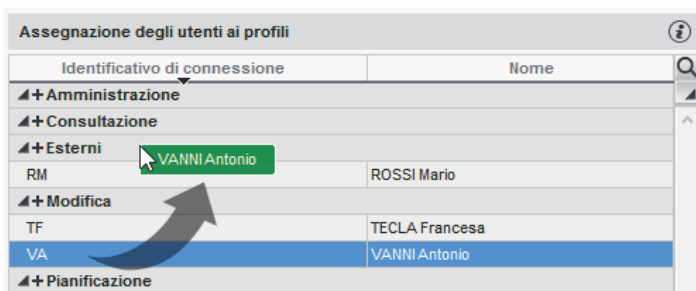 Assegnazione degli utenti ai profili
Identificativo di connessione Nome
Amministrazione
Consultazione
Esterni
VANNI Antonio
RM ROSSI Mario
Modifica
TF TECLA Francesa
VA VANNI Antonio
Pianificazione